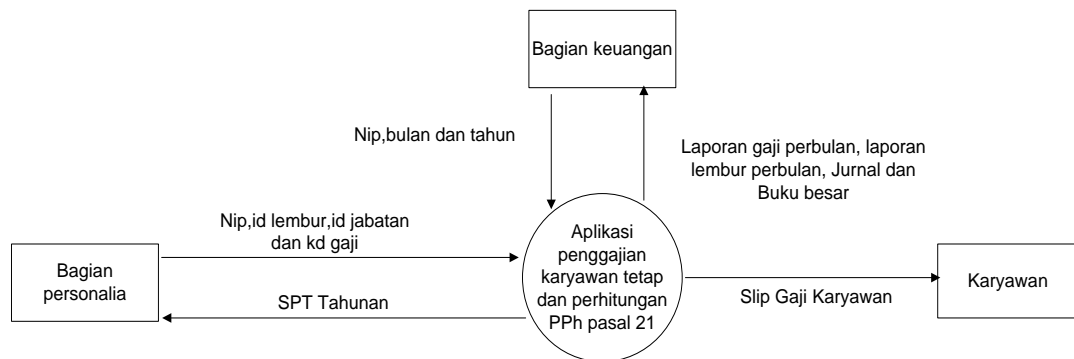 Bagian keuangan
Nip,bulan dan tahun
Laporan gaji perbulan, laporan
lembur perbulan, Jurnal dan
Buku besar
Nip,id lembur,id jabatan
dan kd gaji
Aplikasi
penggajian
karyawan tetap
dan perhitungan
PPh pasal 21
Bagian
personalia
SPT Tahunan
Slip Gaji Karyawan
Karyawan